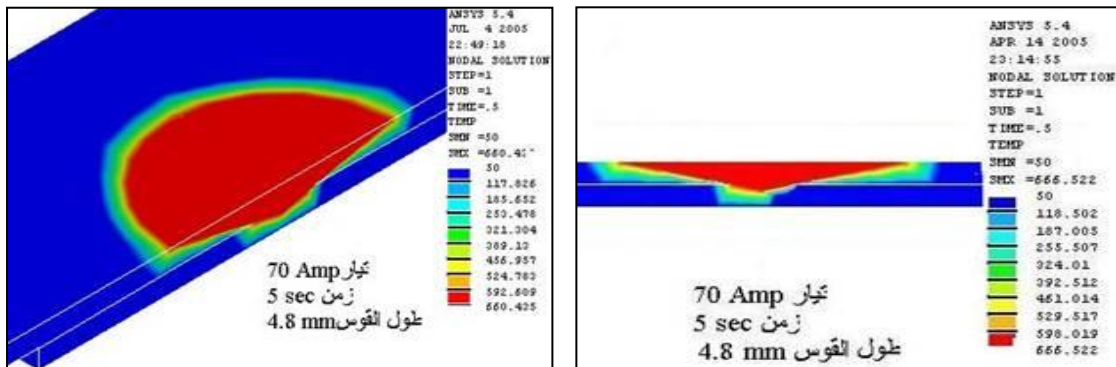 ANSYS 5.4
JUL 4 2005
22:49:18
NODAL SOLUTION
STEP=1
SUB =1
TIME=.5
TEMP
SMN =50
50
117.826
185.652
253.478
321.304
389.13
456.957
524.783
592.609
660.435
تيار 70 Amp
زمن 5 sec
طول القوس 4.8 mm
ANSYS 5.4
APR 14 2005
23:14:55
NODAL SOLUTION
STEP=1
SUB =1
TIME=.5
TEMP
SMN =50
SMX =666.522
50
118.502
187.005
255.507
324.01
392.512
461.014
529.517
598.019
666.522
تيار 70 Amp
زمن 5 sec
طول القوس 4.8 mm